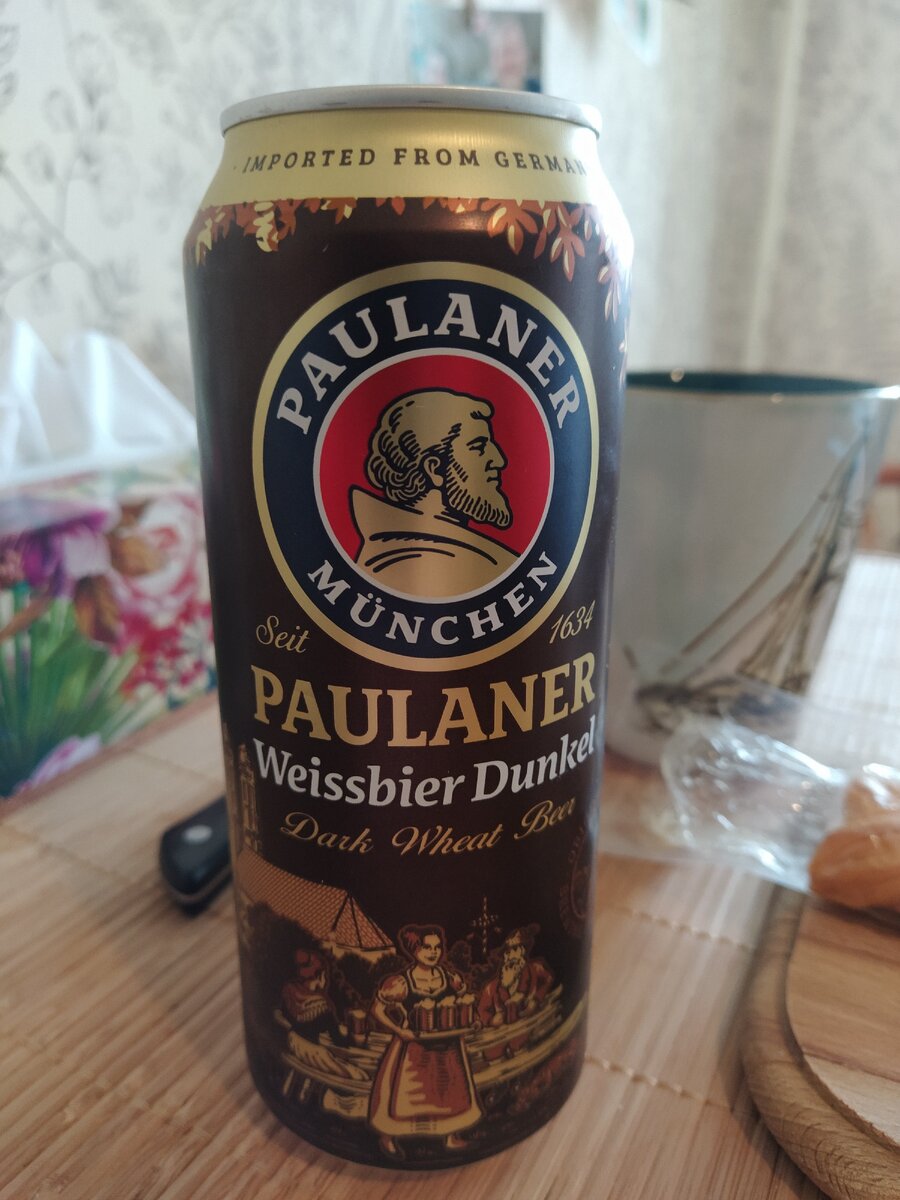 IMPORTED FROM GERMAN
PAULANER
MÜNCHEN
Seit 1634
PAULANER
Weissbier Dunkel
Dark Wheat Beer